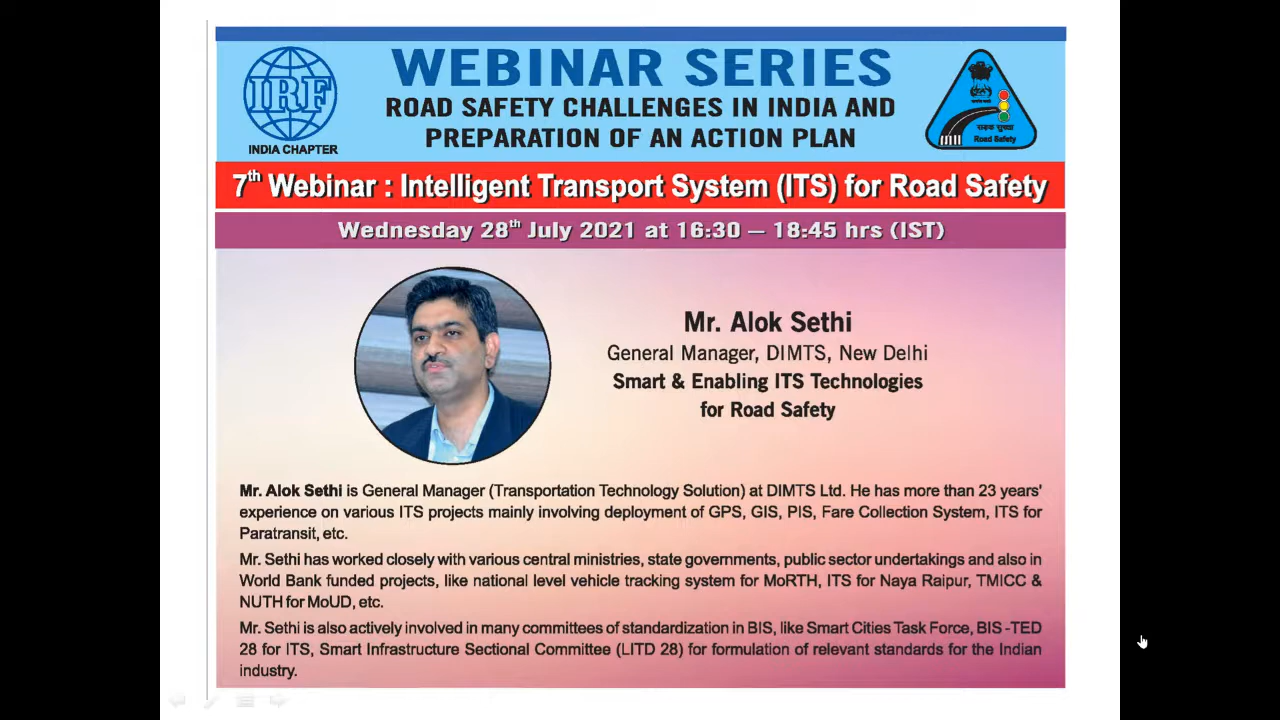 IRF
INDIA CHAPTER
WEBINAR SERIES
ROAD SAFETY CHALLENGES IN INDIA AND
PREPARATION OF AN ACTION PLAN
सड़क सुरक्षा
Road Safety
7th Webinar : Intelligent Transport System (ITS) for Road Safety
Wednesday 28th July 2021 at 16:30 – 18:45 hrs (IST)
Mr. Alok Sethi
General Manager, DIMTS, New Delhi
Smart & Enabling ITS Technologies
for Road Safety
Mr. Alok Sethi is General Manager (Transportation Technology Solution) at DIMTS Ltd. He has more than 23 years'
experience on various ITS projects mainly involving deployment of GPS, GIS, PIS, Fare Collection System, ITS for
Paratransit, etc.
Mr. Sethi has worked closely with various central ministries, state governments, public sector undertakings and also in
World Bank funded projects, like national level vehicle tracking system for MoRTH, ITS for Naya Raipur, TMICC &
NUTH for MoUD, etc.
Mr. Sethi is also actively involved in many committees of standardization in BIS, like Smart Cities Task Force, BIS -TED
28 for ITS, Smart Infrastructure Sectional Committee (LITD 28) for formulation of relevant standards for the Indian
industry.